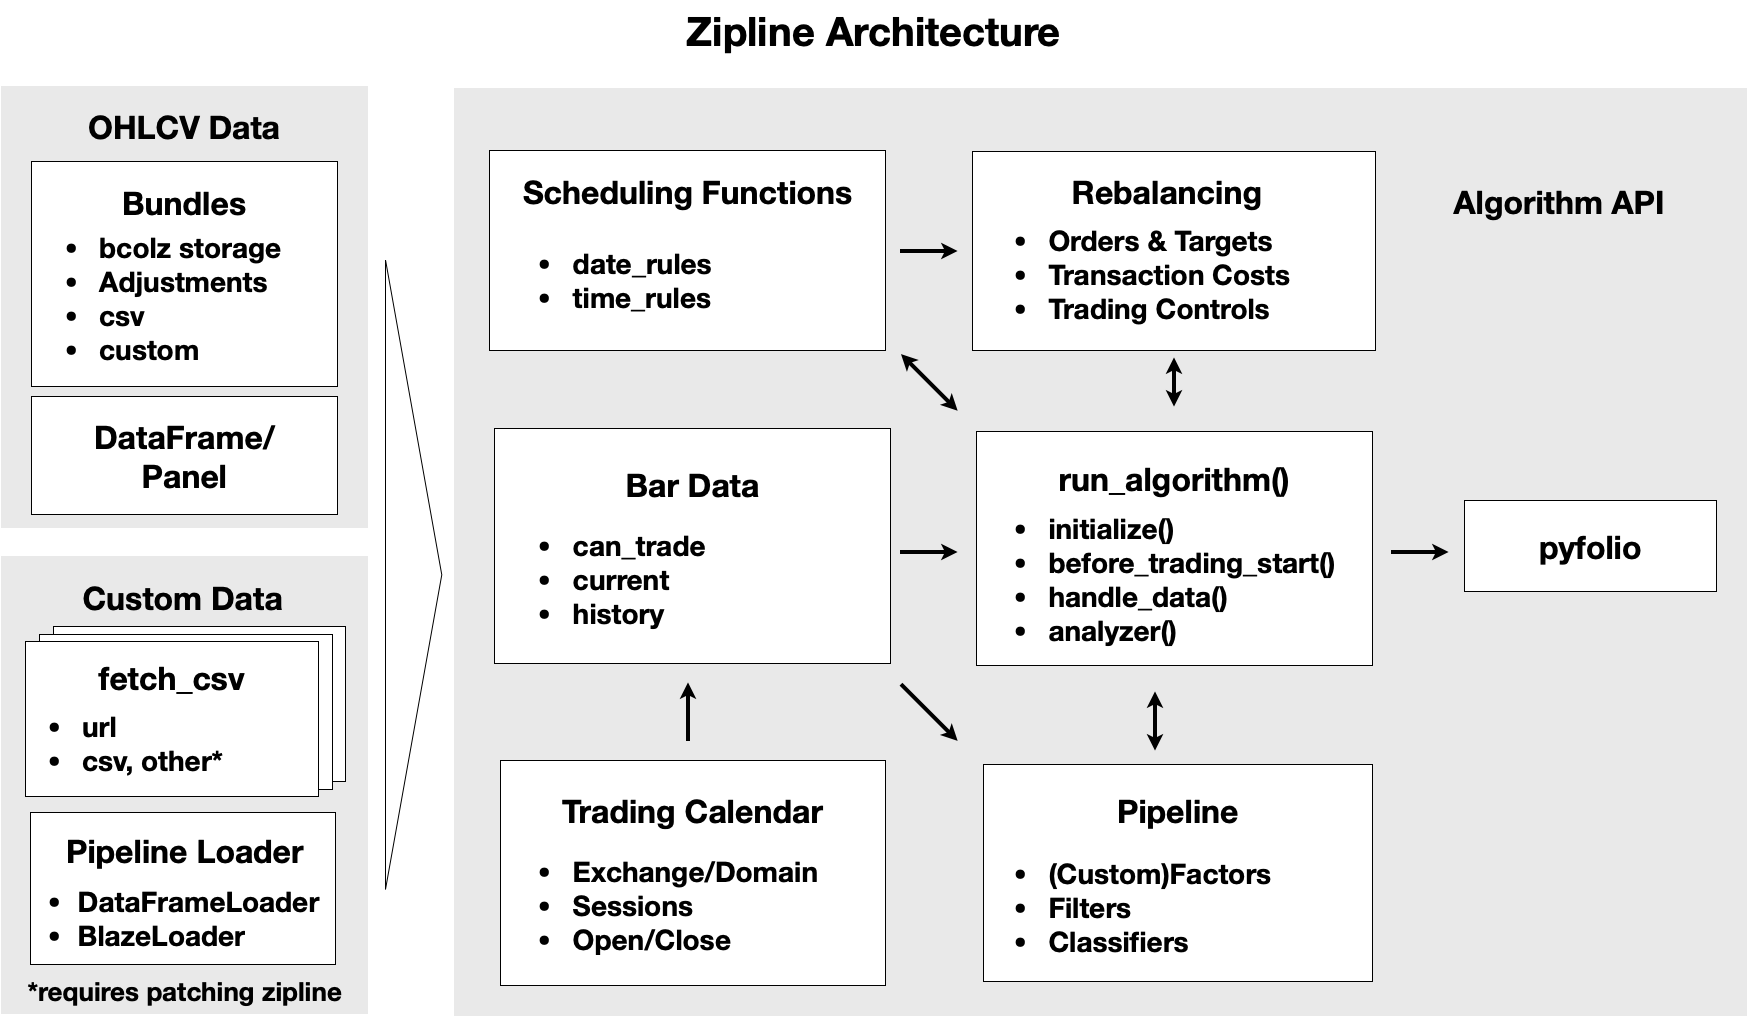 Zipline Architecture
OHLCV Data
Bundles
• bcolz storage
• Adjustments
• csv
• custom
DataFrame/
Panel
Custom Data
fetch_csv
• url
• csv, other*
Pipeline Loader
• DataFrameLoader
• BlazeLoader
*requires patching zipline
Algorithm API
Scheduling Functions
• date_rules
• time_rules
Rebalancing
• Orders & Targets
• Transaction Costs
• Trading Controls
Bar Data
• can_trade
• current
• history
run_algorithm()
• initialize()
• before_trading_start()
• handle_data()
• analyzer()
pyfolio
Trading Calendar
• Exchange/Domain
• Sessions
• Open/Close
Pipeline
• (Custom)Factors
• Filters
• Classifiers